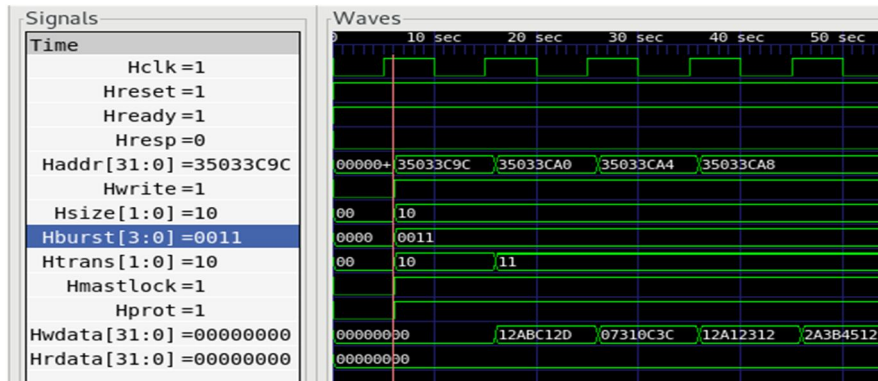 Signals
Waves
Time
0 10 sec 20 sec 30 sec 40 sec 50 sec
Hclk=1
Hreset=1
Hready=1
Hresp=0
Haddr[31:0]=35033C9C 00000+ 35033C9C 35033CA0 35033CA4 35033CA8
Hwrite=1
Hsize[1:0]=10 00 10
Hburst[3:0]=0011 0000 0011
Htrans[1:0]=10 00 10 11
Hmastlock=1
Hprot=1
Hwdata[31:0]=00000000 00000000 12ABC12D 07310C3C 12A12312 2A3B4512
Hrdata[31:0]=00000000 00000000